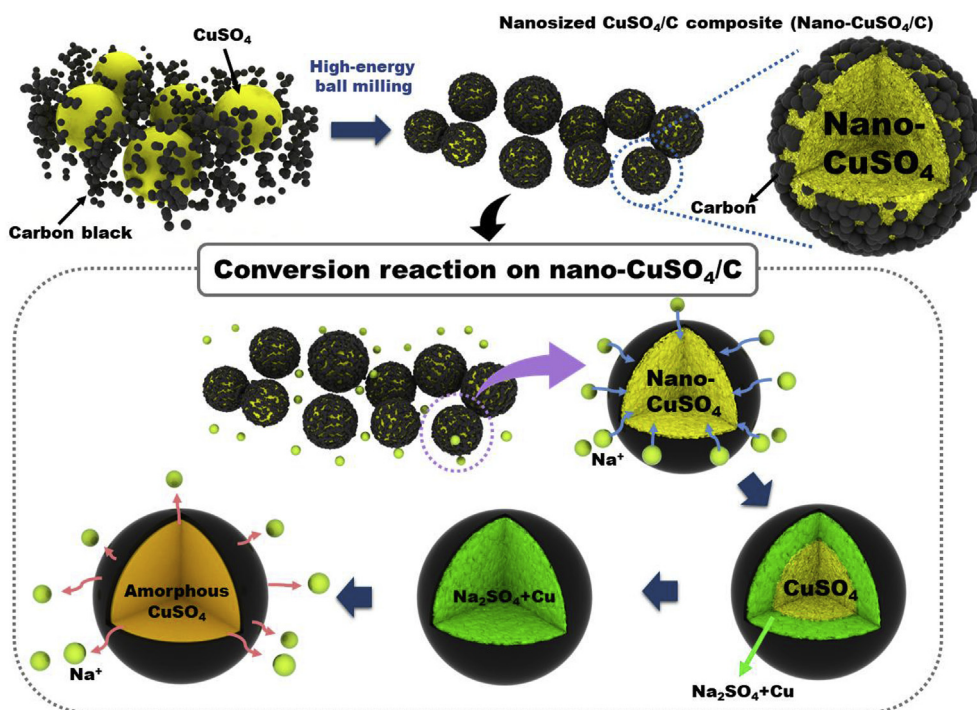 CuSO₄
Nanosized CuSO₄/C composite (Nano-CuSO₄/C)
High-energy
ball milling
Nano-
CuSO₄
Carbon
Carbon black
Conversion reaction on nano-CuSO₄/C
Nano-
CuSO₄
Na⁺
Amorphous
CuSO₄
Na₂SO₄+Cu
CuSO₄
Na⁺
Na₂SO₄+Cu